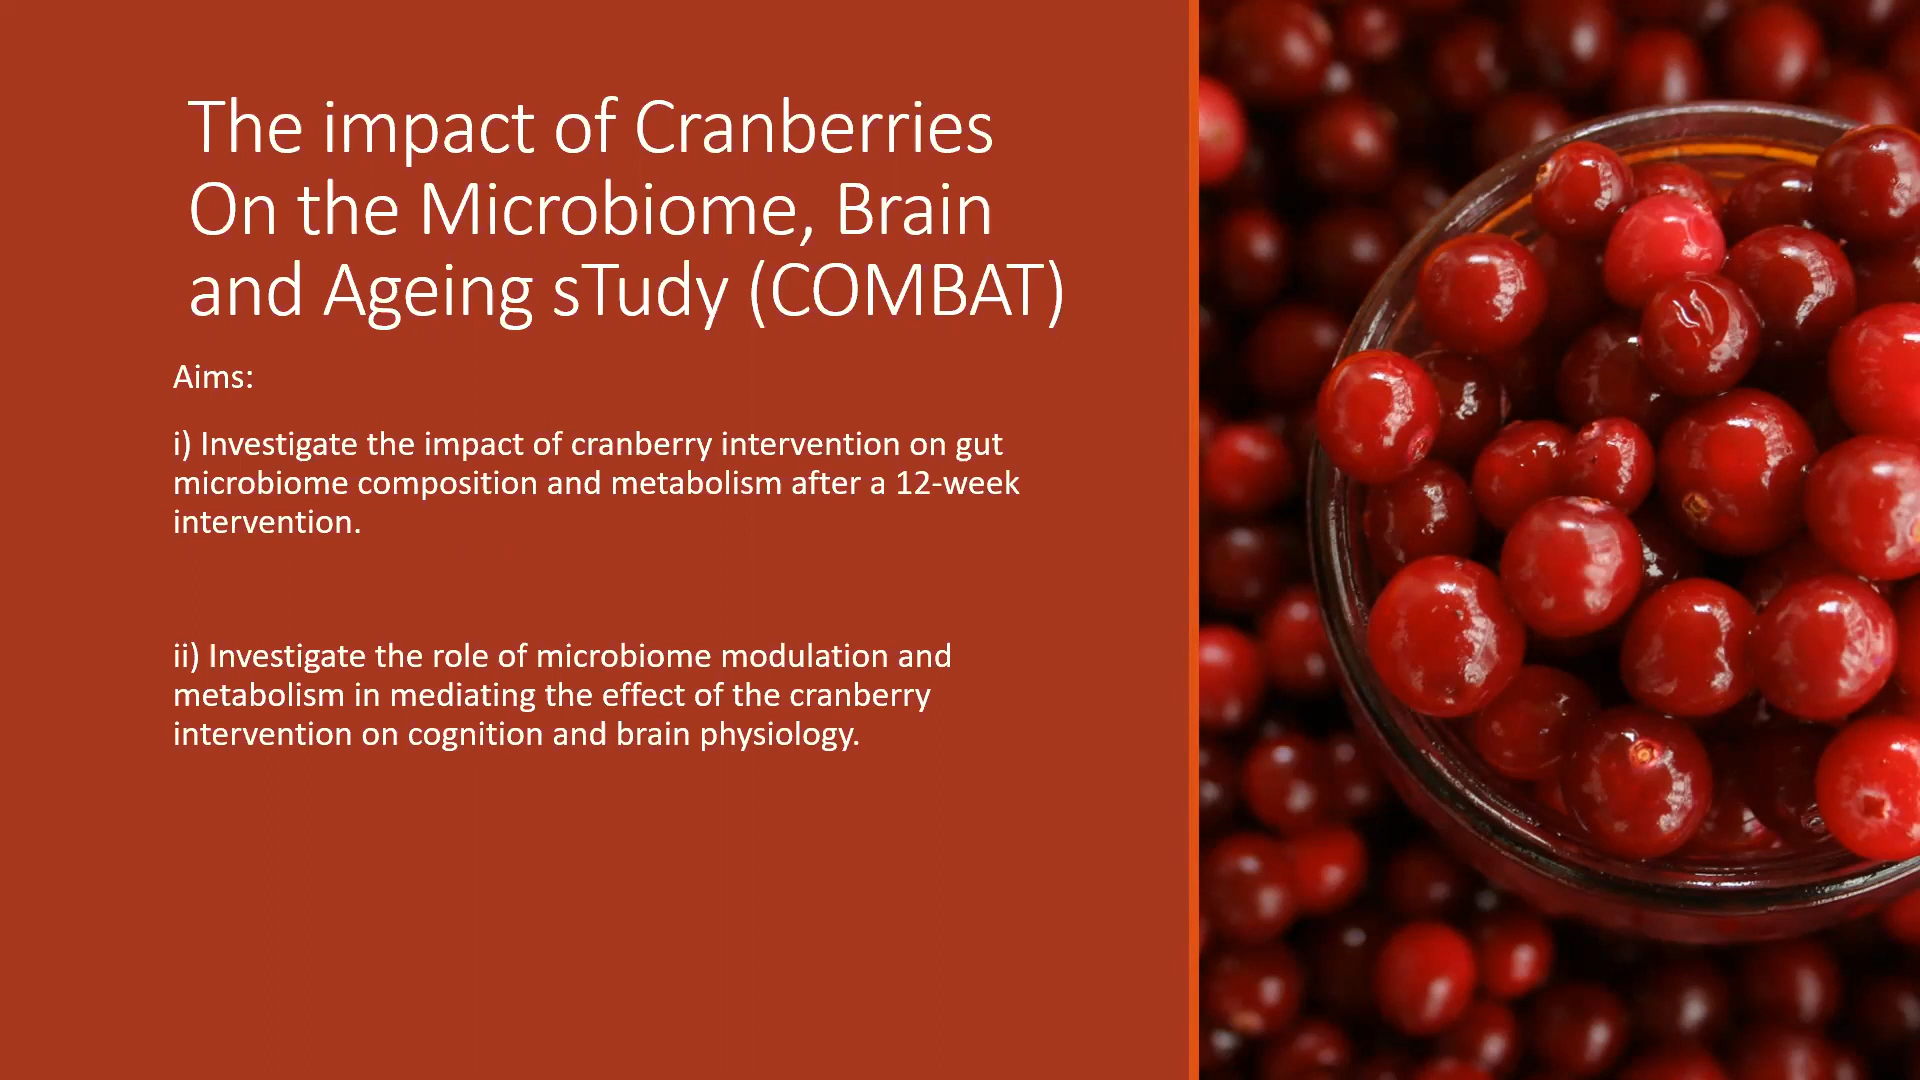 The impact of Cranberries
On the Microbiome, Brain
and Ageing sTudy (COMBAT)
Aims:
i) Investigate the impact of cranberry intervention on gut
microbiome composition and metabolism after a 12-week
intervention.
ii) Investigate the role of microbiome modulation and
metabolism in mediating the effect of the cranberry
intervention on cognition and brain physiology.